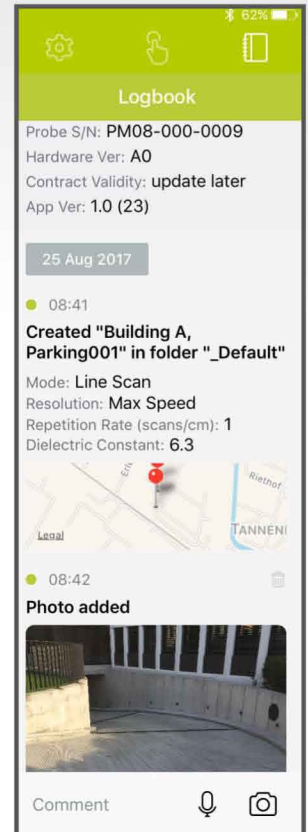 62%
Logbook
Probe S/N: PM08-000-0009
Hardware Ver: A0
Contract Validity: update later
App Ver: 1.0 (23)
25 Aug 2017
08:41
Created "Building A,
Parking001" in folder "_Default"
Mode: Line Scan
Resolution: Max Speed
Repetition Rate (scans/cm): 1
Dielectric Constant: 6.3
Riethof
Legal
TANNEN
08:42
Photo added
Comment